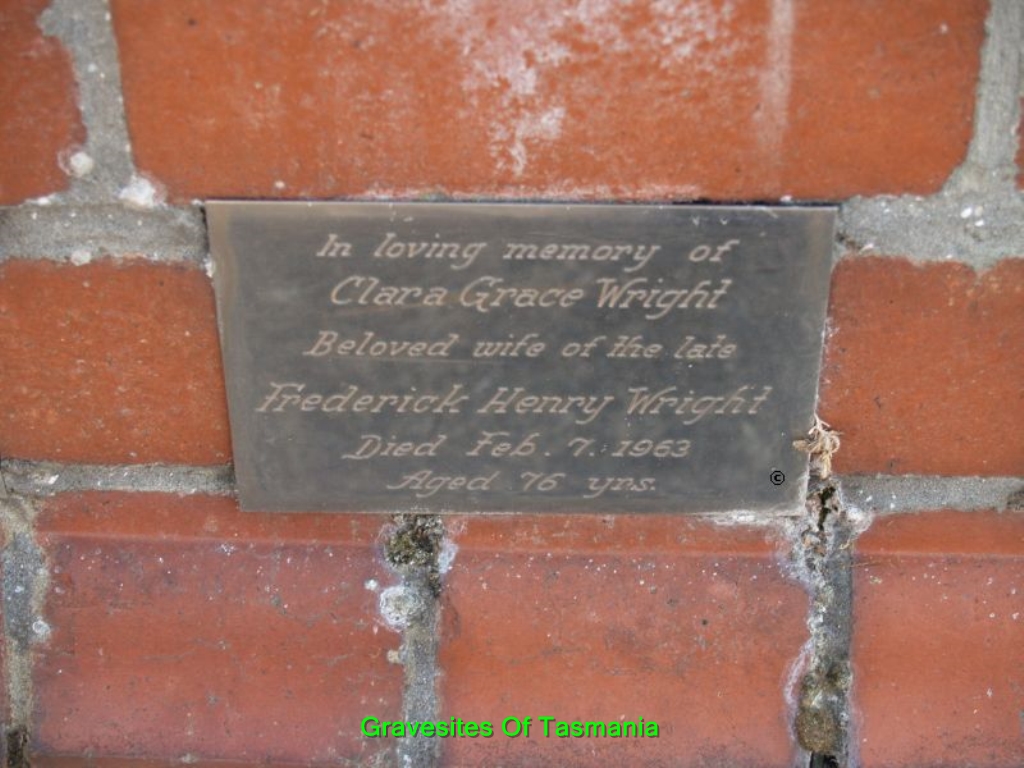 In loving memory of
Clara Grace Wright
Beloved wife of the late
Frederick Henry Wright
Died Feb. 7. 1963
Aged 76 yrs.
©
Gravesites Of Tasmania